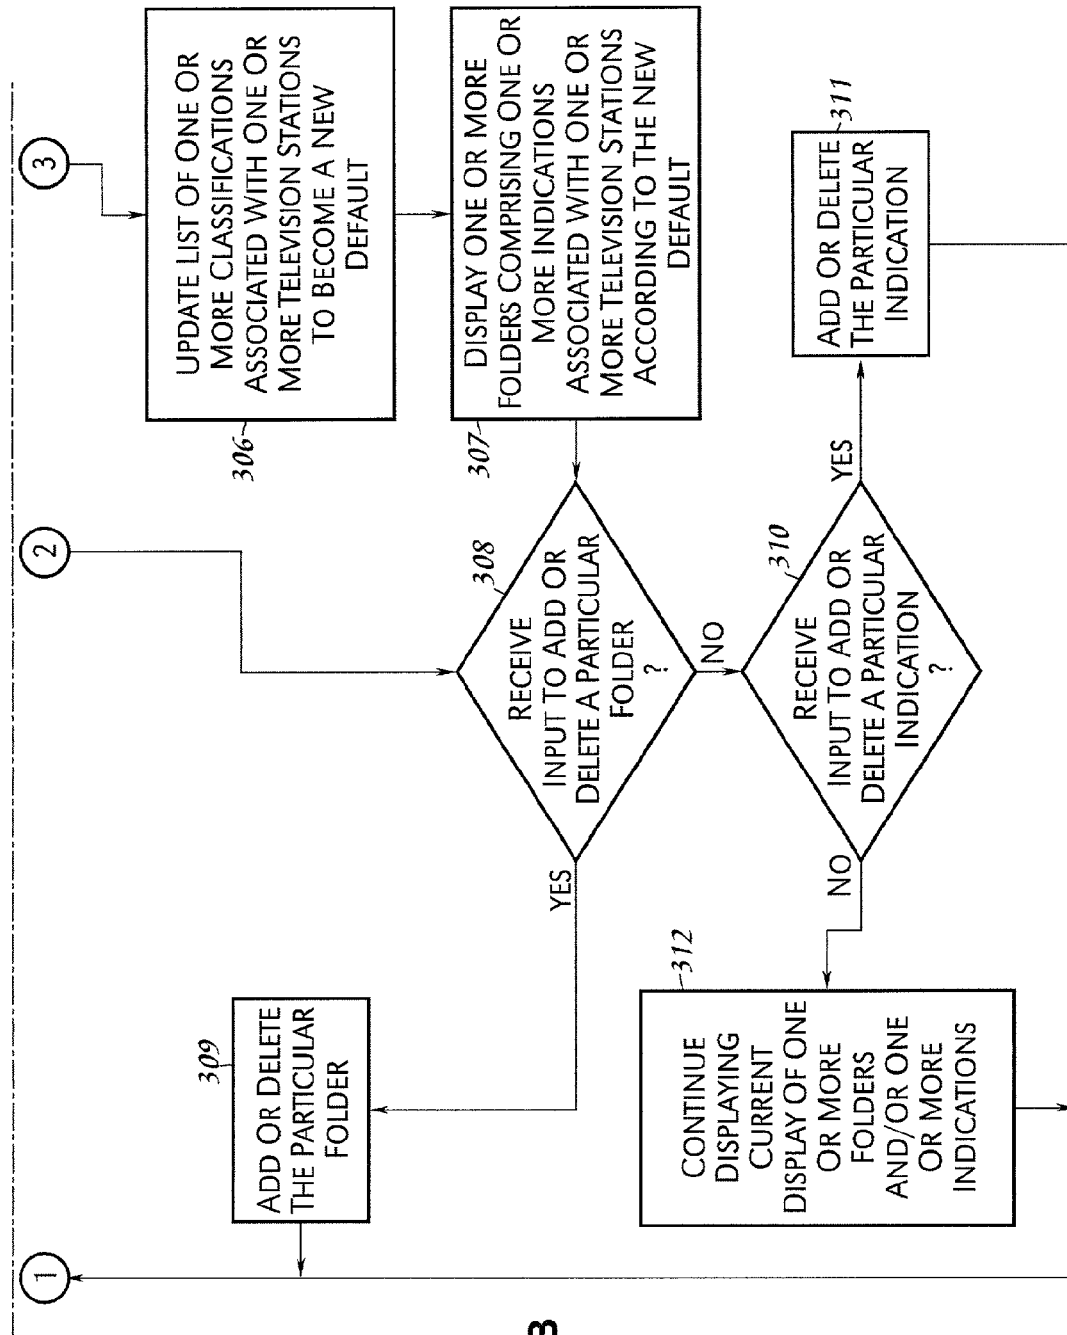 3
UPDATE LIST OF ONE OR
MORE CLASSIFICATIONS
ASSOCIATED WITH ONE OR
MORE TELEVISION STATIONS
TO BECOME A NEW
DEFAULT
306
DISPLAY ONE OR MORE
FOLDERS COMPRISING ONE OR
MORE INDICATIONS
ASSOCIATED WITH ONE OR
MORE TELEVISION STATIONS
ACCORDING TO THE NEW
DEFAULT
307
2
RECEIVE
INPUT TO ADD OR
DELETE A PARTICULAR
FOLDER
?
308
YES
NO
ADD OR DELETE
THE PARTICULAR
FOLDER
309
RECEIVE
INPUT TO ADD OR
DELETE A PARTICULAR
INDICATION
?
310
YES
NO
ADD OR DELETE
THE PARTICULAR
INDICATION
311
CONTINUE
DISPLAYING
CURRENT
DISPLAY OF ONE
OR MORE
FOLDERS
AND/OR ONE
OR MORE
INDICATIONS
312
1